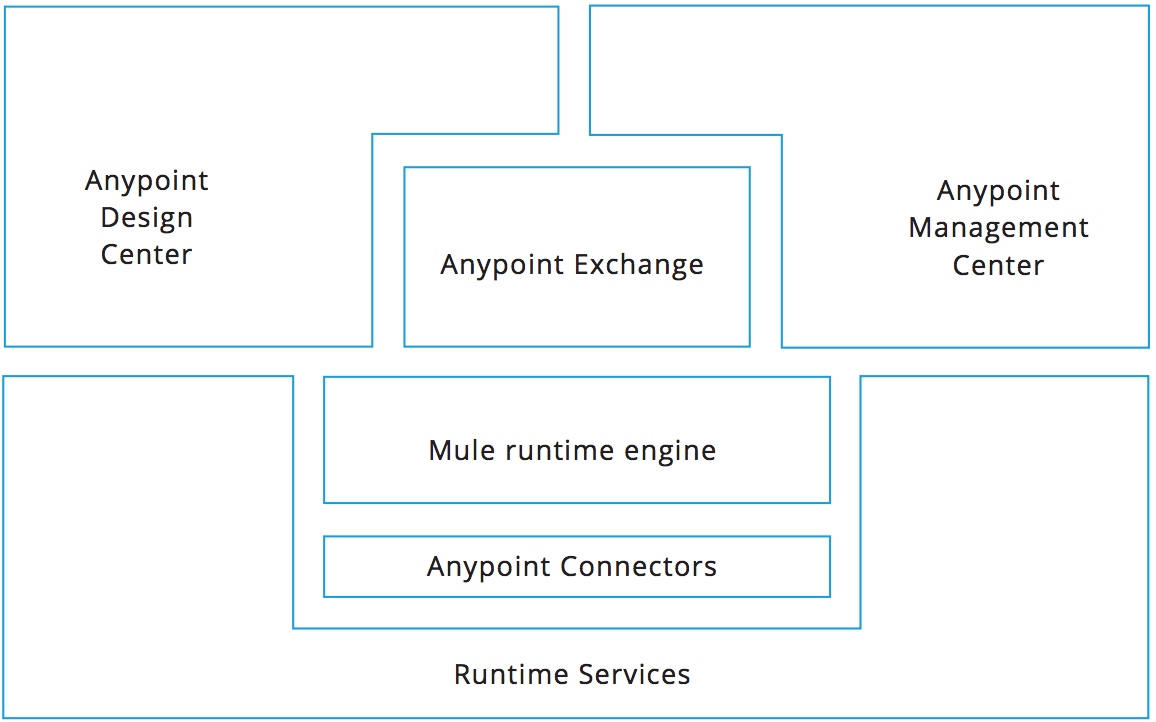 Anypoint
Design
Center
Anypoint Exchange
Anypoint
Management
Center
Mule runtime engine
Anypoint Connectors
Runtime Services